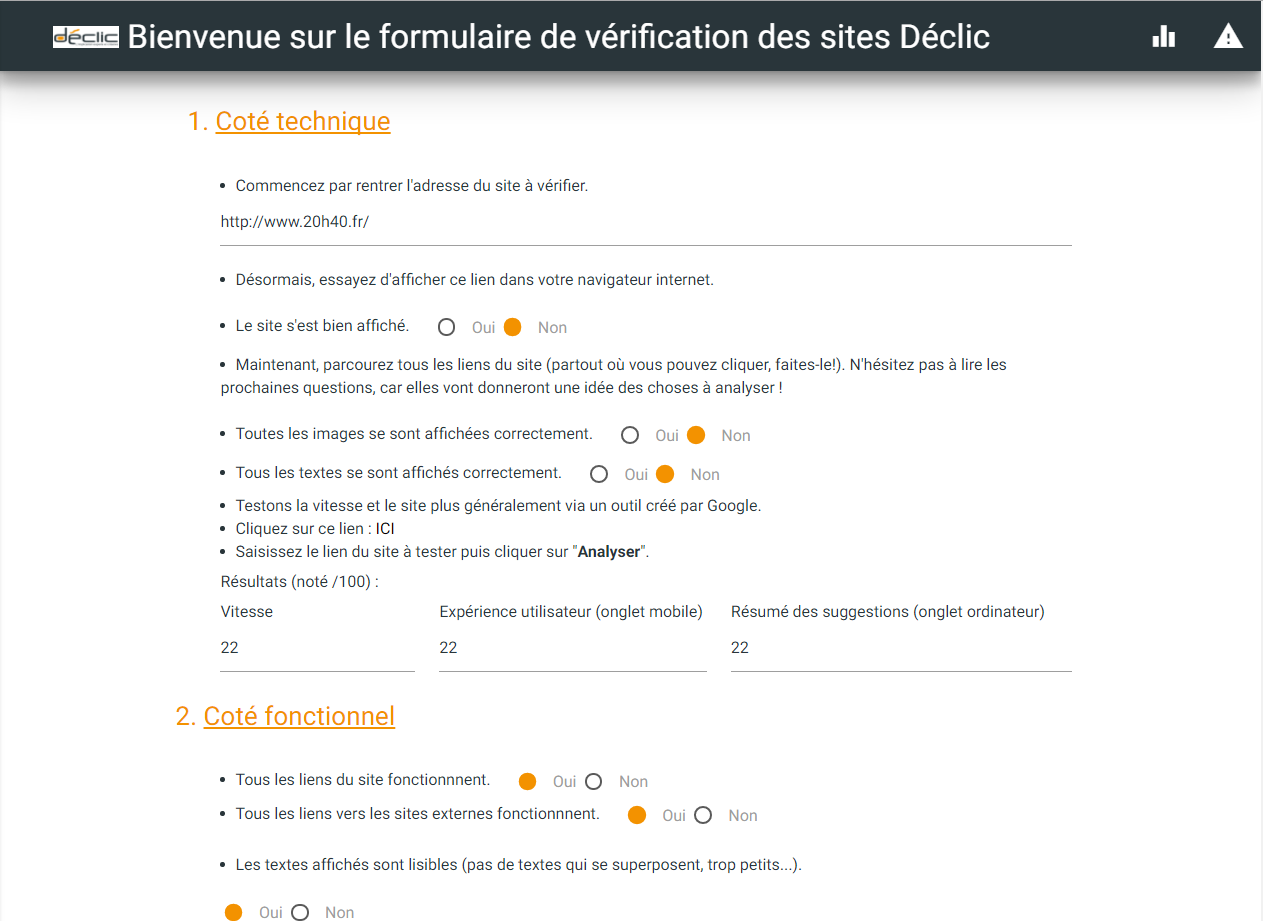 déclic Bienvenue sur le formulaire de vérification des sites Déclic
1. Coté technique
• Commencez par rentrer l'adresse du site à vérifier.
http://www.20h40.fr/
• Désormais, essayez d'afficher ce lien dans votre navigateur internet.
• Le site s'est bien affiché. Oui Non
• Maintenant, parcourez tous les liens du site (partout où vous pouvez cliquer, faites-le!). N'hésitez pas à lire les
prochaines questions, car elles vont donneront une idée des choses à analyser !
• Toutes les images se sont affichées correctement. Oui Non
• Tous les textes se sont affichés correctement. Oui Non
• Testons la vitesse et le site plus généralement via un outil créé par Google.
• Cliquez sur ce lien : ICI
• Saisissez le lien du site à tester puis cliquer sur "Analyser".
Résultats (noté /100) :
Vitesse Expérience utilisateur (onglet mobile) Résumé des suggestions (onglet ordinateur)
22 22 22
2. Coté fonctionnel
• Tous les liens du site fonctionnnent. Oui Non
• Tous les liens vers les sites externes fonctionnnent. Oui Non
• Les textes affichés sont lisibles (pas de textes qui se superposent, trop petits...).
Oui Non